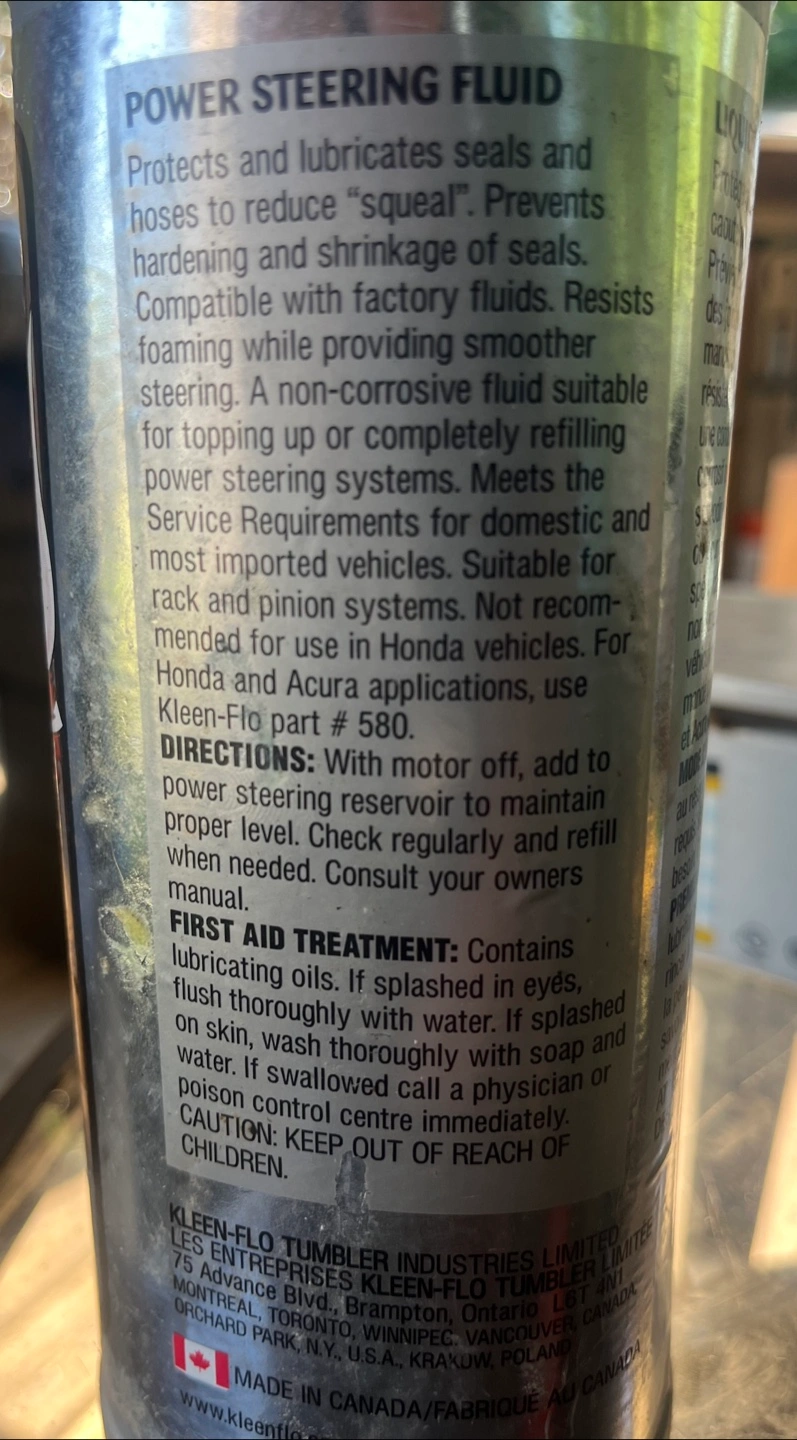 POWER STEERING FLUID
Protects and lubricates seals and
hoses to reduce “squeal”. Prevents
hardening and shrinkage of seals.
Compatible with factory fluids. Resists
foaming while providing smoother
steering. A non-corrosive fluid suitable
for topping up or completely refilling
power steering systems. Meets the
Service Requirements for domestic and
most imported vehicles. Suitable for
rack and pinion systems. Not recom-
mended for use in Honda vehicles. For
Honda and Acura applications, use
Kleen-Flo part # 580.
DIRECTIONS: With motor off, add to
power steering reservoir to maintain
proper level. Check regularly and refill
when needed. Consult your owners
manual.
FIRST AID TREATMENT: Contains
lubricating oils. If splashed in eyes,
flush thoroughly with water. If splashed
on skin, wash thoroughly with soap and
water. If swallowed call a physician or
poison control centre immediately.
CAUTION: KEEP OUT OF REACH OF
CHILDREN.
KLEEN-FLO TUMBLER INDUSTRIES LIMITED
LES ENTREPRISES KLEEN-FLO TUMBLER LIMITÉE
75 Advance Blvd., Brampton, Ontario L6T 4N1
MONTREAL, TORONTO, WINNIPEG. VANCOUVER, CANADA,
ORCHARD PARK, N.Y., U.S.A., KRAKOW, POLAND
MADE IN CANADA/FABRIQUÉ AU CANADA